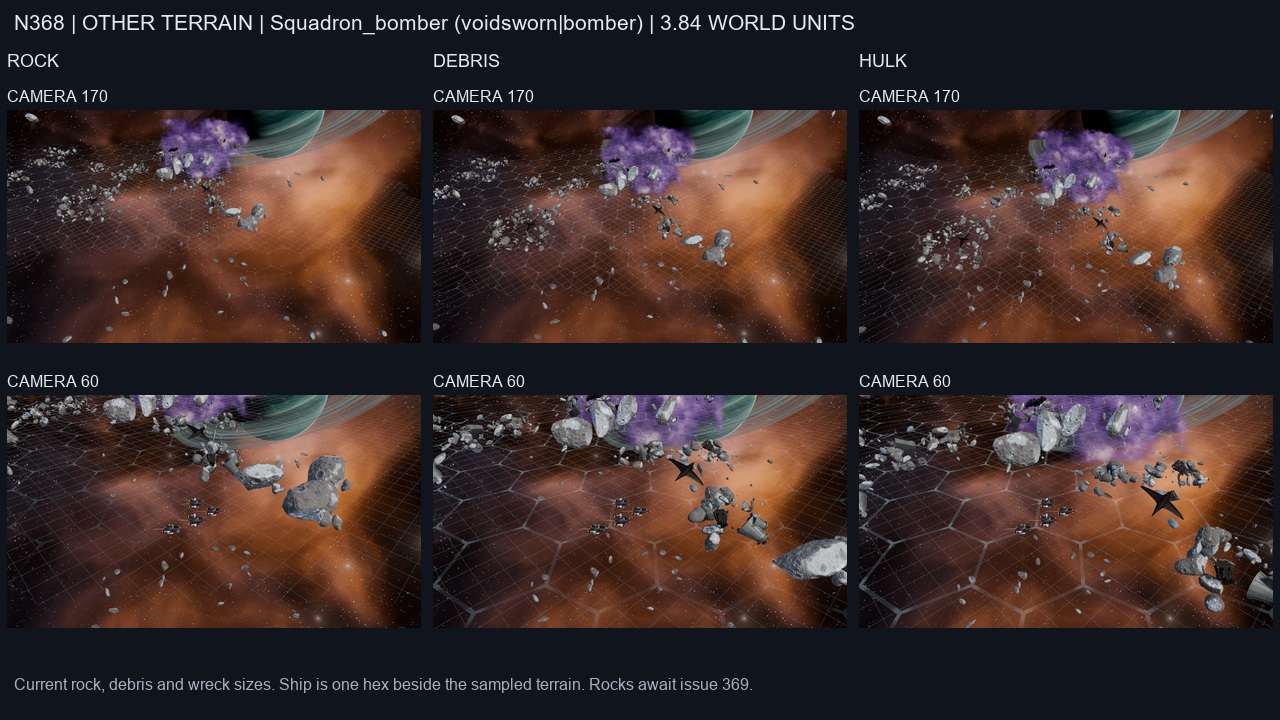 N368 | OTHER TERRAIN | Squadron_bomber (voidsworn|bomber) | 3.84 WORLD UNITS
ROCK DEBRIS HULK
CAMERA 170 CAMERA 170 CAMERA 170
CAMERA 60 CAMERA 60 CAMERA 60
Current rock, debris and wreck sizes. Ship is one hex beside the sampled terrain. Rocks await issue 369.